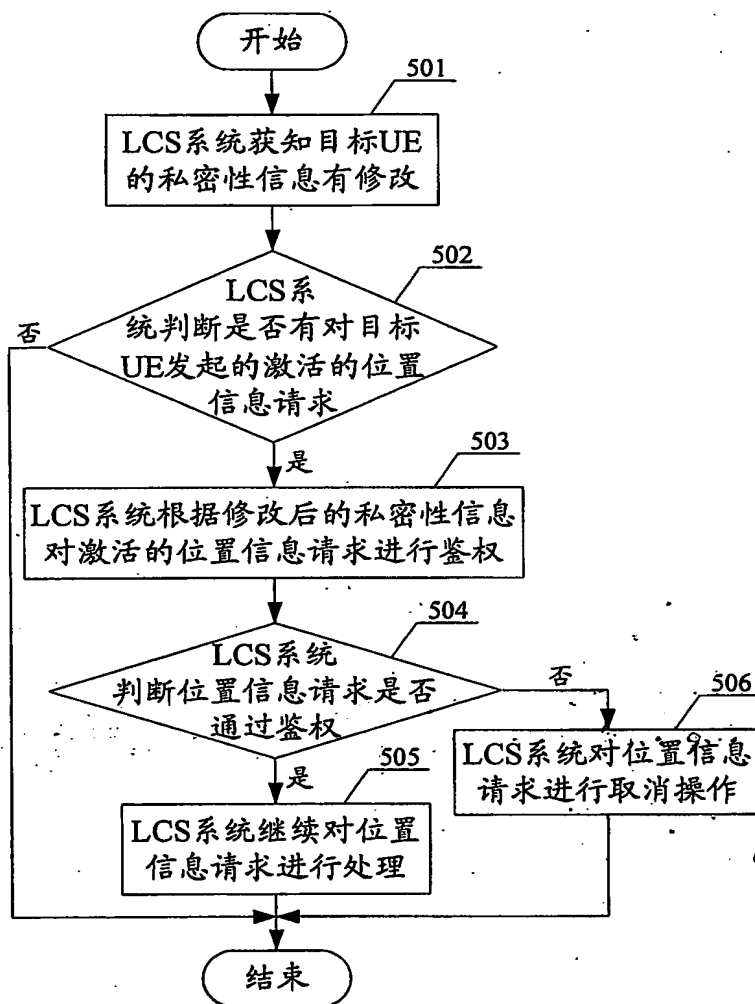 开始
501
LCS系统获知目标UE
的私密性信息有修改
502
LCS系
统判断是否有对目标
UE发起的激活的位置
信息请求
否
是
503
LCS系统根据修改后的私密性信息
对激活的位置信息请求进行鉴权
504
LCS系统
判断位置信息请求是否
通过鉴权
否
506
LCS系统对位置信息
请求进行取消操作
是
505
LCS系统继续对位置
信息请求进行处理
结束